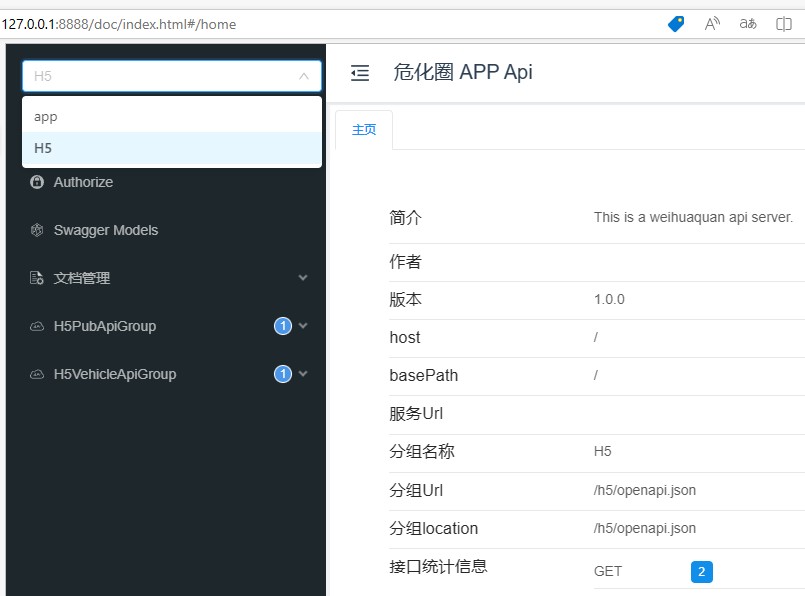 127.0.0.1:8888/doc/index.html#/home
aあ
H5
app
H5
Authorize
Swagger Models
文档管理
H5PubApiGroup 1
H5VehicleApiGroup 1
危化圈 APP Api
主页
简介 This is a weihuaquan api server.
作者
版本 1.0.0
host /
basePath /
服务Url
分组名称 H5
分组Url /h5/openapi.json
分组location /h5/openapi.json
接口统计信息 GET 2